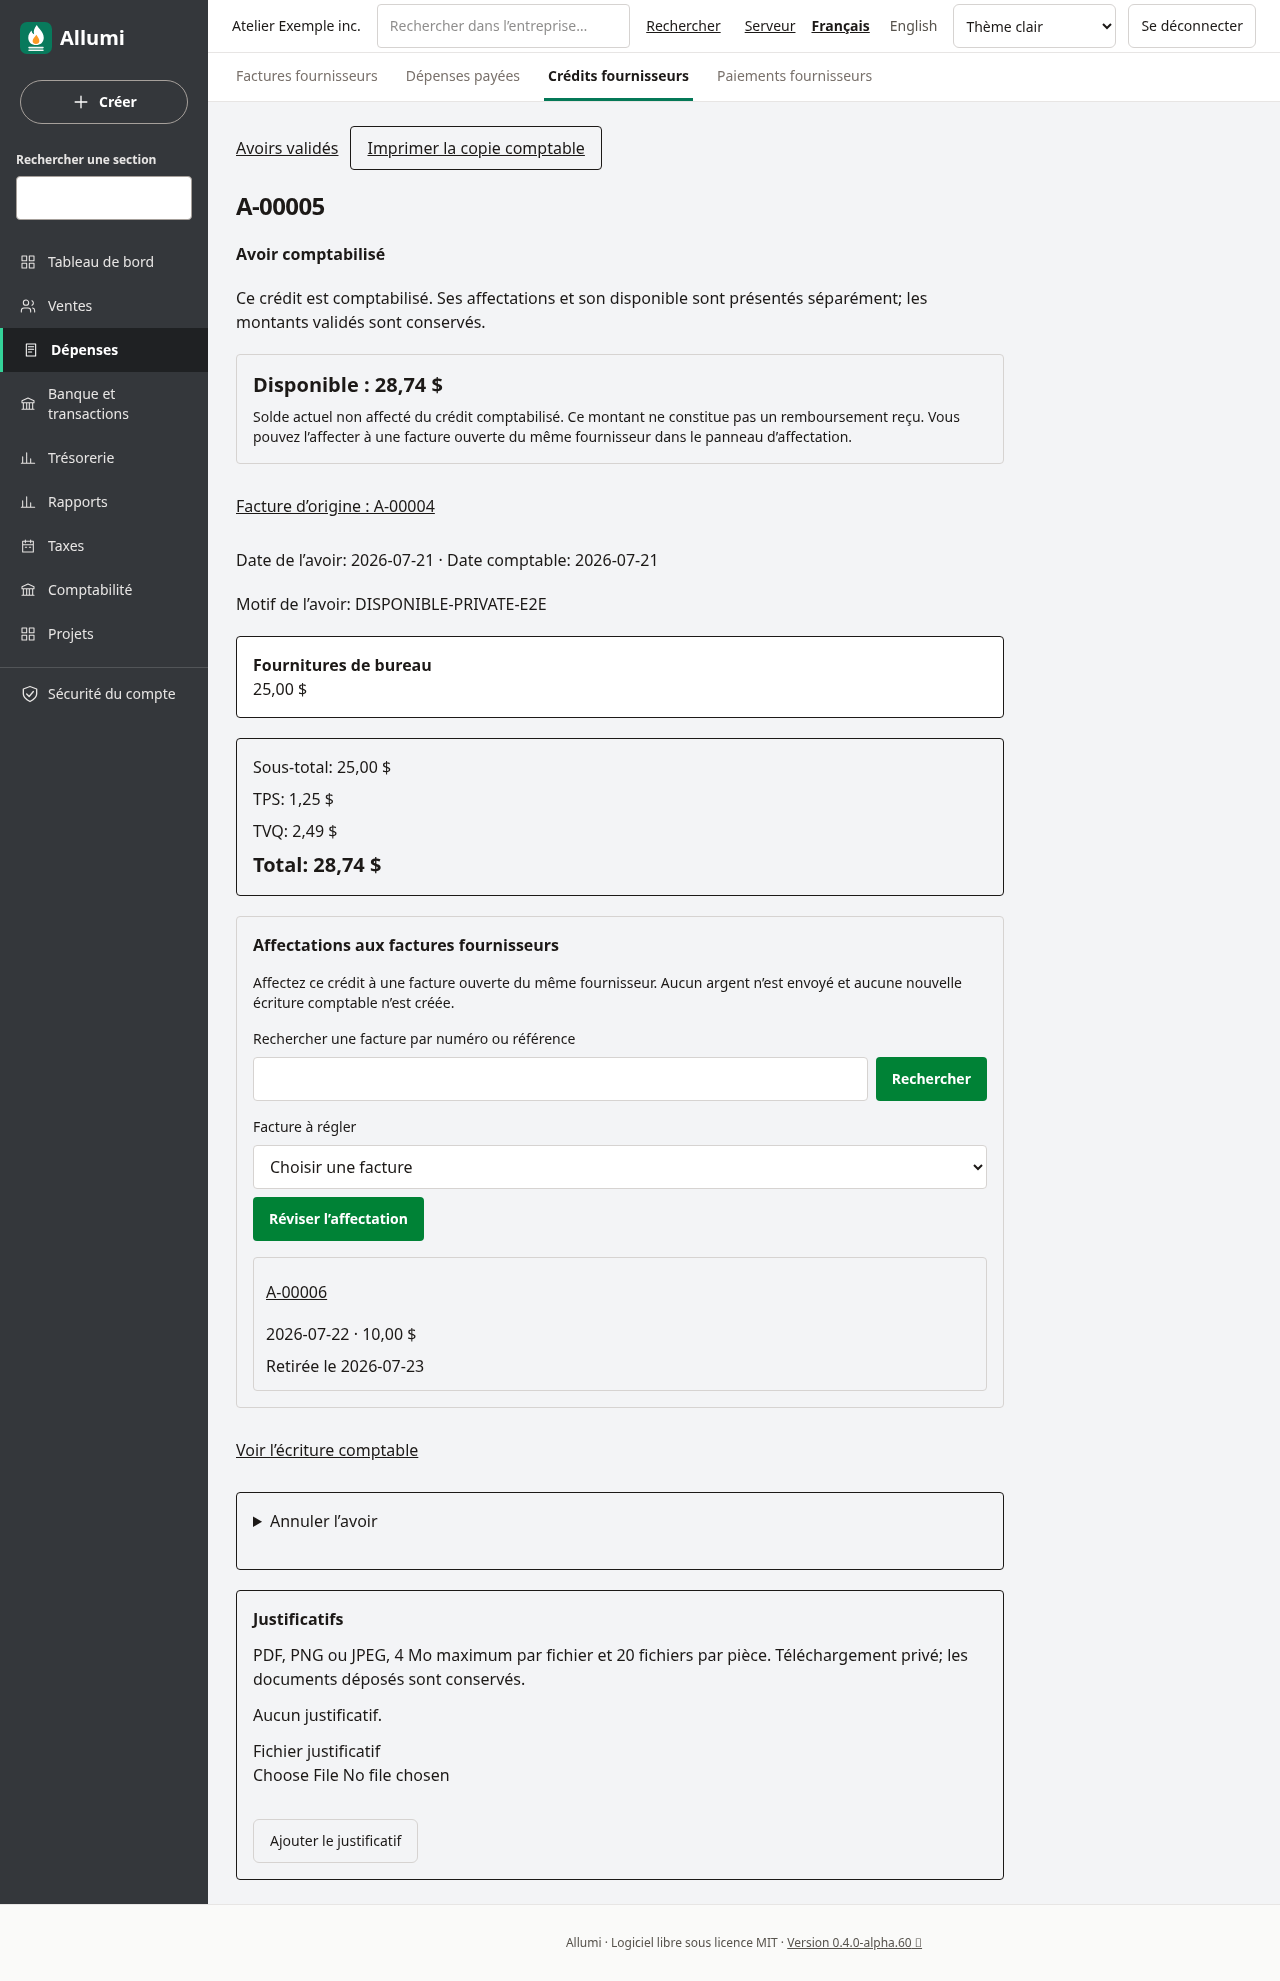 Allumi
Créer
Rechercher une section
Tableau de bord
Ventes
Dépenses
Banque et
transactions
Trésorerie
Rapports
Taxes
Comptabilité
Projets
Sécurité du compte
Atelier Exemple inc.
Rechercher dans l’entreprise…
Rechercher
Serveur
Français
English
Thème clair
Se déconnecter
Factures fournisseurs
Dépenses payées
Crédits fournisseurs
Paiements fournisseurs
Avoirs validés
Imprimer la copie comptable
A-00005
Avoir comptabilisé
Ce crédit est comptabilisé. Ses affectations et son disponible sont présentés séparément; les
montants validés sont conservés.
Disponible : 28,74 $
Solde actuel non affecté du crédit comptabilisé. Ce montant ne constitue pas un remboursement reçu. Vous
pouvez l’affecter à une facture ouverte du même fournisseur dans le panneau d’affectation.
Facture d’origine : A-00004
Date de l’avoir: 2026-07-21 · Date comptable: 2026-07-21
Motif de l’avoir: DISPONIBLE-PRIVATE-E2E
Fournitures de bureau
25,00 $
Sous-total: 25,00 $
TPS: 1,25 $
TVQ: 2,49 $
Total: 28,74 $
Affectations aux factures fournisseurs
Affectez ce crédit à une facture ouverte du même fournisseur. Aucun argent n’est envoyé et aucune nouvelle
écriture comptable n’est créée.
Rechercher une facture par numéro ou référence
Rechercher
Facture à régler
Choisir une facture
Réviser l’affectation
A-00006
2026-07-22 · 10,00 $
Retirée le 2026-07-23
Voir l’écriture comptable
Annuler l’avoir
Justificatifs
PDF, PNG ou JPEG, 4 Mo maximum par fichier et 20 fichiers par pièce. Téléchargement privé; les
documents déposés sont conservés.
Aucun justificatif.
Fichier justificatif
Choose File No file chosen
Ajouter le justificatif
Allumi · Logiciel libre sous licence MIT · Version 0.4.0-alpha.60